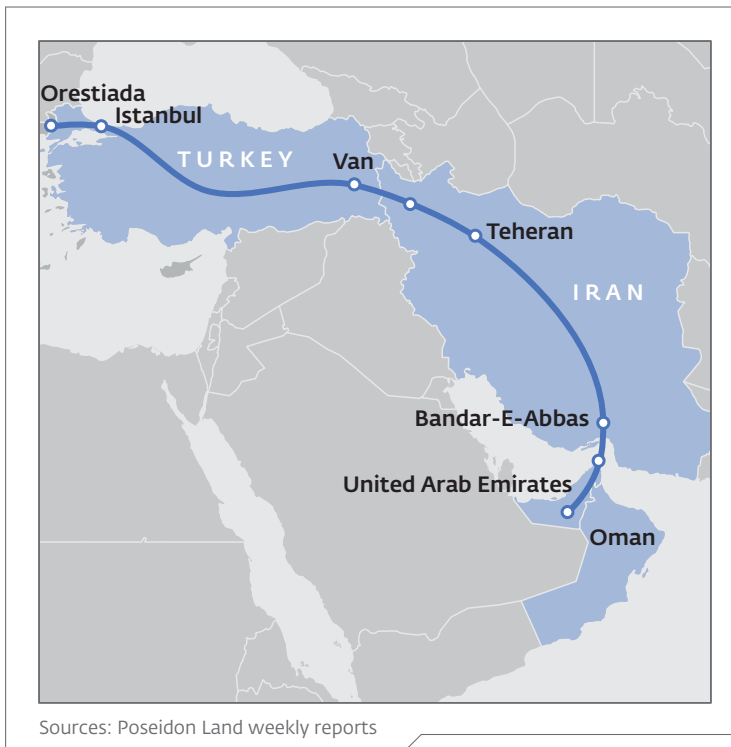 Orestiada
Istanbul
TURKEY
Van
Teheran
IRAN
Bandar-E-Abbas
United Arab Emirates
Oman
Sources: Poseidon Land weekly reports